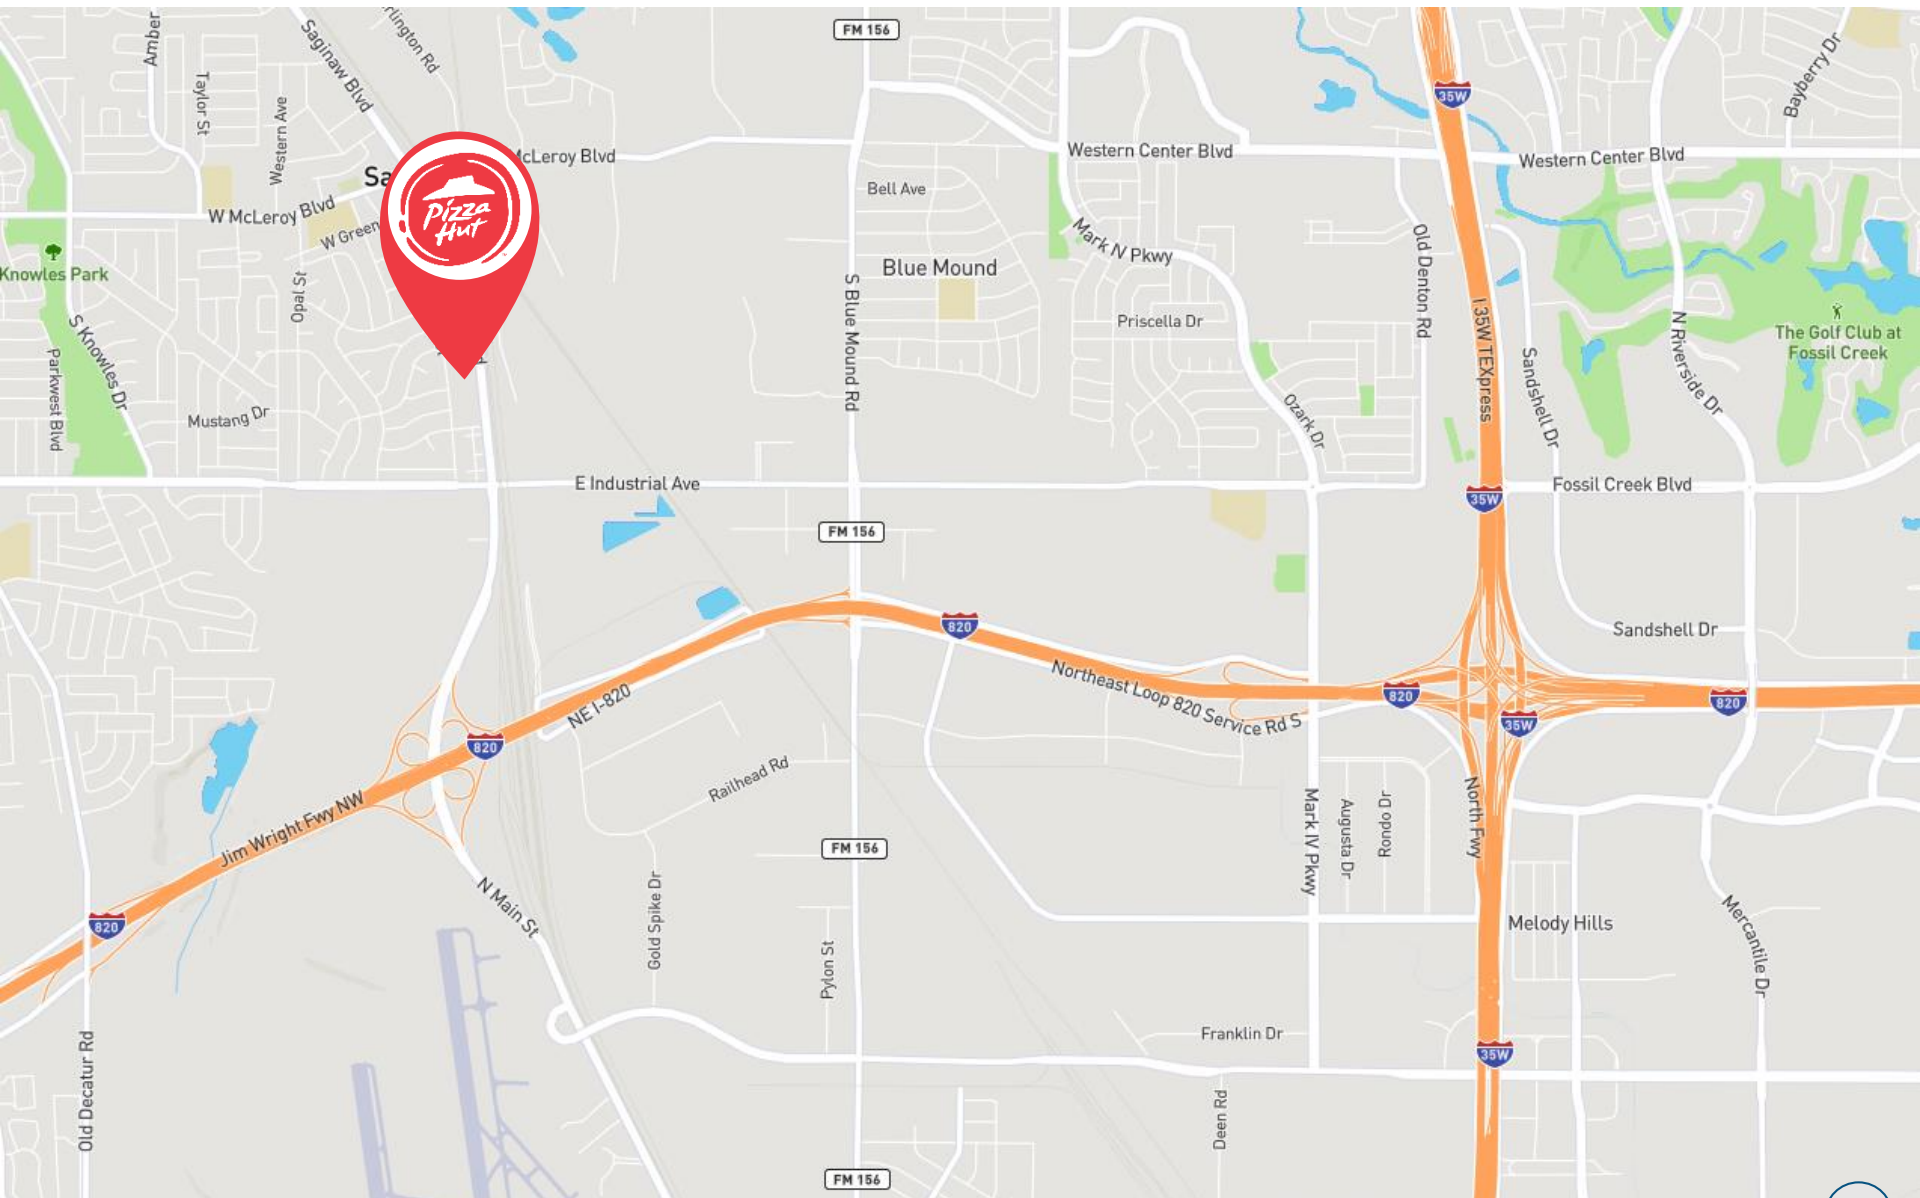 Amber
Saginaw Blvd
rlington Rd
FM 156
35W
Bayberry Dr
Taylor St
Western Ave
McLeroy Blvd
Western Center Blvd
Western Center Blvd
Sa
Bell Ave
W McLeroy Blvd
Pizza
Hut
W Green
Mark IV Pkwy
Old Denton Rd
Knowles Park
Opal St
Blue Mound
S Blue Mound Rd
Priscella Dr
I 35W TEXpress
N Riverside Dr
The Golf Club at
Fossil Creek
S Knowles Dr
Parkwest Blvd
Sandshell Dr
Mustang Dr
Ozark Dr
E Industrial Ave
Fossil Creek Blvd
35W
FM 156
820
Sandshell Dr
NE I-820
Northeast Loop 820 Service Rd S
820
820
35W
820
Railhead Rd
Jim Wright Fwy NW
Mark IV Pkwy
Augusta Dr
Rondo Dr
North Fwy
FM 156
N Main St
Gold Spike Dr
820
Melody Hills
Mercantile Dr
Pylon St
Franklin Dr
35W
Old Decatur Rd
Deen Rd
FM 156